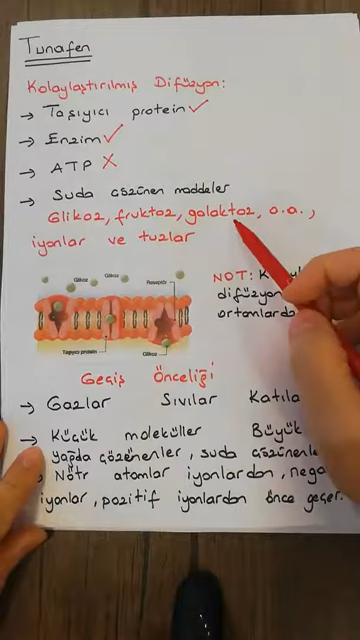 Tunafen
Kolaylaştırılmış Difüzyon:
→ Taşıyıcı protein ✓
→ Enzim ✓
→ ATP X
→ Suda çözünen maddeler
Glikoz, fruktoz, galaktoz, a.a.,
iyonlar ve tuzlar
Glikoz Glikoz Reseptör
Taşıyıcı protein Glikoz
NOT:
difüzyon
ortamlarda
Geçiş Önceliği
→ Gazlar Sıvılar Katıla
→ Küçük moleküller Büyük
yağda çözünenler, suda çözünenle
Nötr atomlar iyonlardan, nega
iyonlar, pozitif iyonlardan önce geçer.